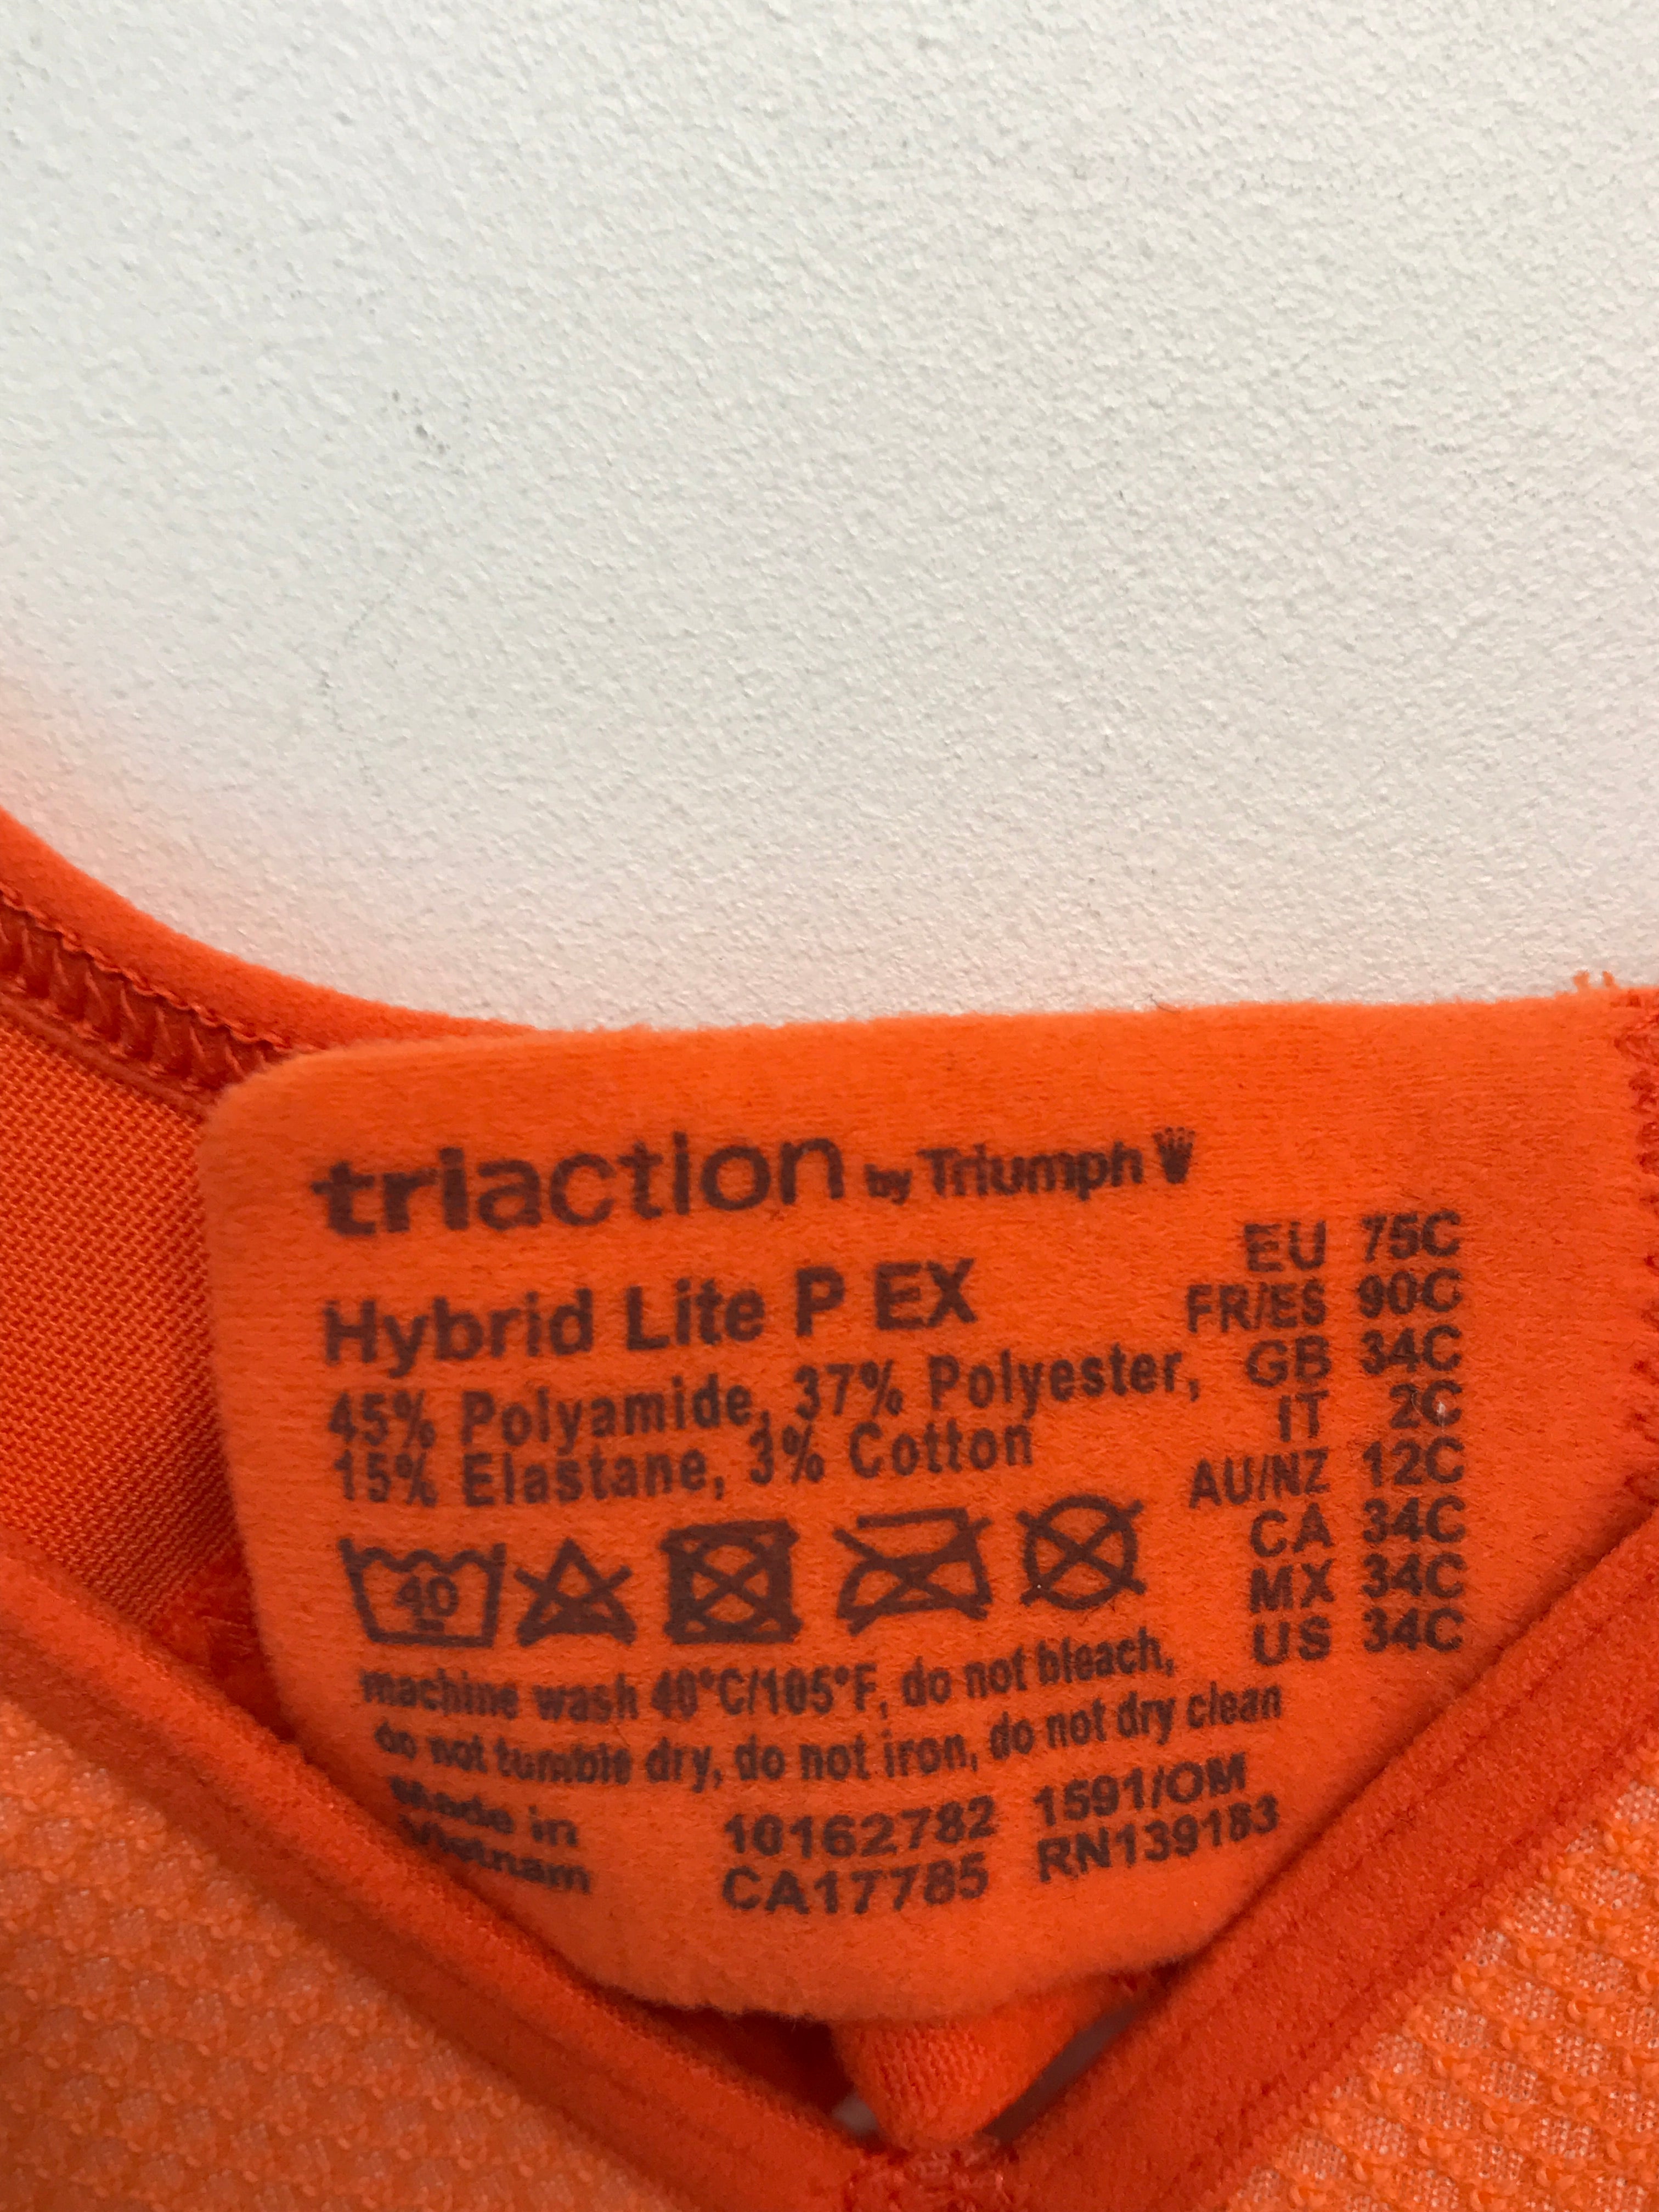 triaction by Triumph
Hybrid Lite P EX
45% Polyamide, 37% Polyester,
15% Elastane, 3% Cotton
EU 75C
FR/ES 90C
GB 34C
IT 2C
AU/NZ 12C
CA 34C
MX 34C
US 34C
40
machine wash 40°C/105°F, do not bleach,
do not tumble dry, do not iron, do not dry clean
Made in
Vietnam
10162782 1591/OM
CA17785 RN139183